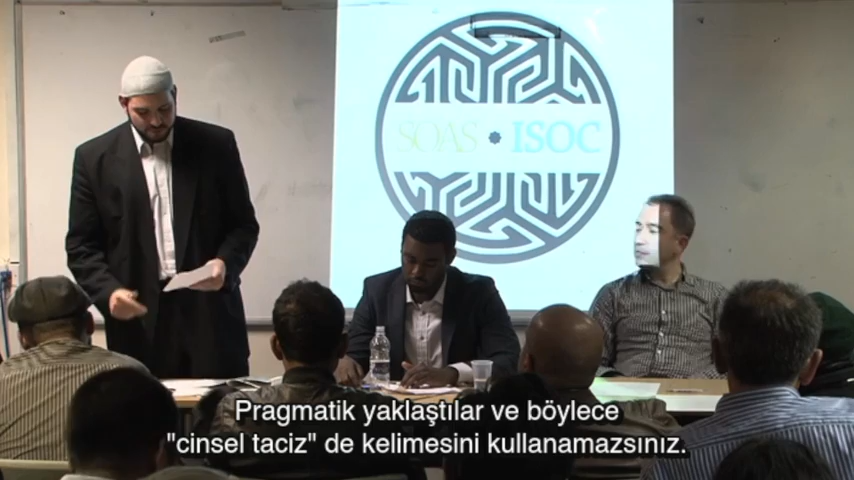 SOAS · ISOC
Pragmatik yaklaştılar ve böylece
"cinsel taciz" de kelimesini kullanamazsınız.